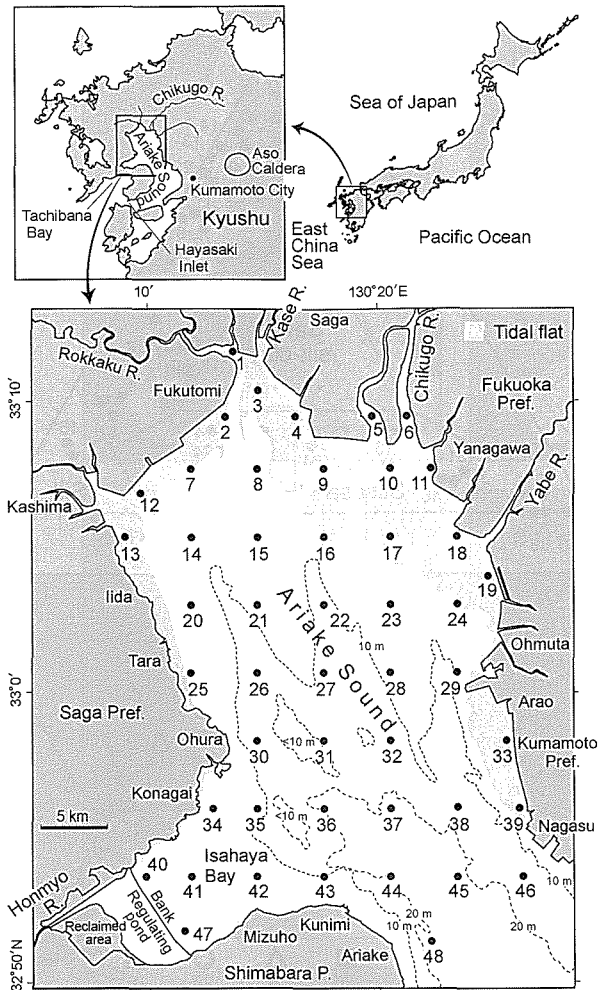 Chikugo R.
Sea of Japan
Ariake Sound
Aso
Caldera
Kumamoto City
Tachibana
Bay
Kyushu
Hayasaki
Inlet
East
China
Sea
Pacific Ocean
10′
130°20′E
Kase R.
Saga
Chikugo R.
Tidal flat
Rokkaku R.
1
Fukutomi
Fukuoka
Pref.
33°10′
3
2
4
5
6
Yanagawa
7
8
9
10
11
Yabe R.
Kashima
12
13
14
15
16
17
18
19
Iida
20
21
22
23
24
Ariake Sound
10 m
Ohmuta
Tara
33°0′
25
26
27
28
29
Arao
Saga Pref.
Ohura
30
<10 m
31
32
33
Kumamoto
Pref.
Konagai
5 km
34
35
<10 m
36
37
38
39
Nagasu
40
Isahaya
Bay
Honmyo
R.
41
42
43
44
45
46
10 m
Bank
Regulating
pond
Reclaimed
area
47
Mizuho
Kunimi
20 m
10 m
20 m
Ariake
48
32°50′N
Shimabara P.